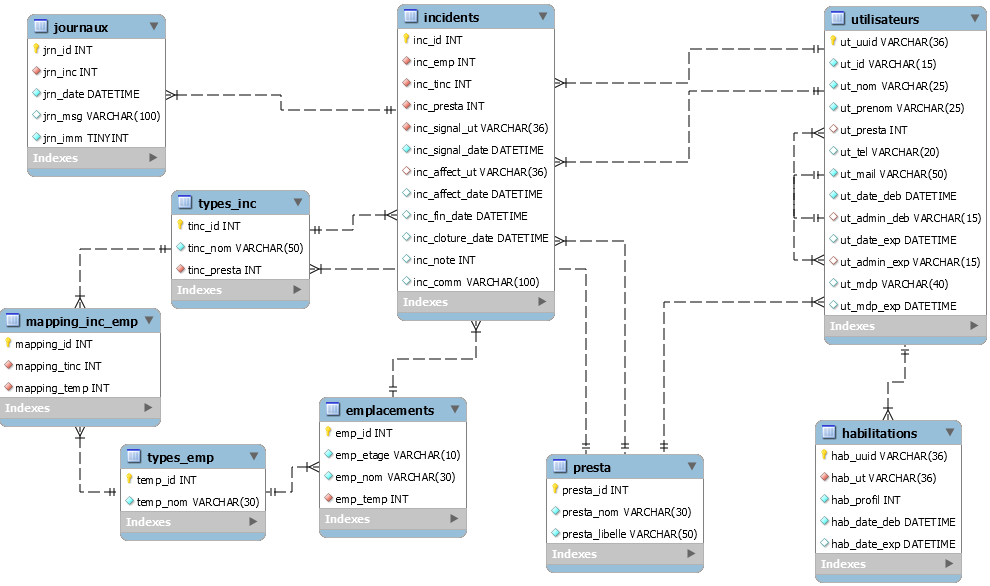 journaux
jrn_id INT
jrn_inc INT
jrn_date DATETIME
jrn_msg VARCHAR(100)
jrn_imm TINYINT
Indexes
incidents
inc_id INT
inc_emp INT
inc_tinc INT
inc_presta INT
inc_signal_ut VARCHAR(36)
inc_signal_date DATETIME
inc_affect_ut VARCHAR(36)
inc_affect_date DATETIME
inc_fin_date DATETIME
inc_cloture_date DATETIME
inc_note INT
inc_comm VARCHAR(100)
Indexes
utilisateurs
ut_uuid VARCHAR(36)
ut_id VARCHAR(15)
ut_nom VARCHAR(25)
ut_prenom VARCHAR(25)
ut_presta INT
ut_tel VARCHAR(20)
ut_mail VARCHAR(50)
ut_date_deb DATETIME
ut_admin_deb VARCHAR(15)
ut_date_exp DATETIME
ut_admin_exp VARCHAR(15)
ut_mdp VARCHAR(40)
ut_mdp_exp DATETIME
Indexes
types_inc
tinc_id INT
tinc_nom VARCHAR(50)
tinc_presta INT
Indexes
mapping_inc_emp
mapping_id INT
mapping_tinc INT
mapping_temp INT
Indexes
types_emp
temp_id INT
temp_nom VARCHAR(30)
Indexes
emplacements
emp_id INT
emp_etage VARCHAR(10)
emp_nom VARCHAR(30)
emp_temp INT
Indexes
presta
presta_id INT
presta_nom VARCHAR(30)
presta_libelle VARCHAR(50)
Indexes
habilitations
hab_uuid VARCHAR(36)
hab_ut VARCHAR(36)
hab_profil INT
hab_date_deb DATETIME
hab_date_exp DATETIME
Indexes